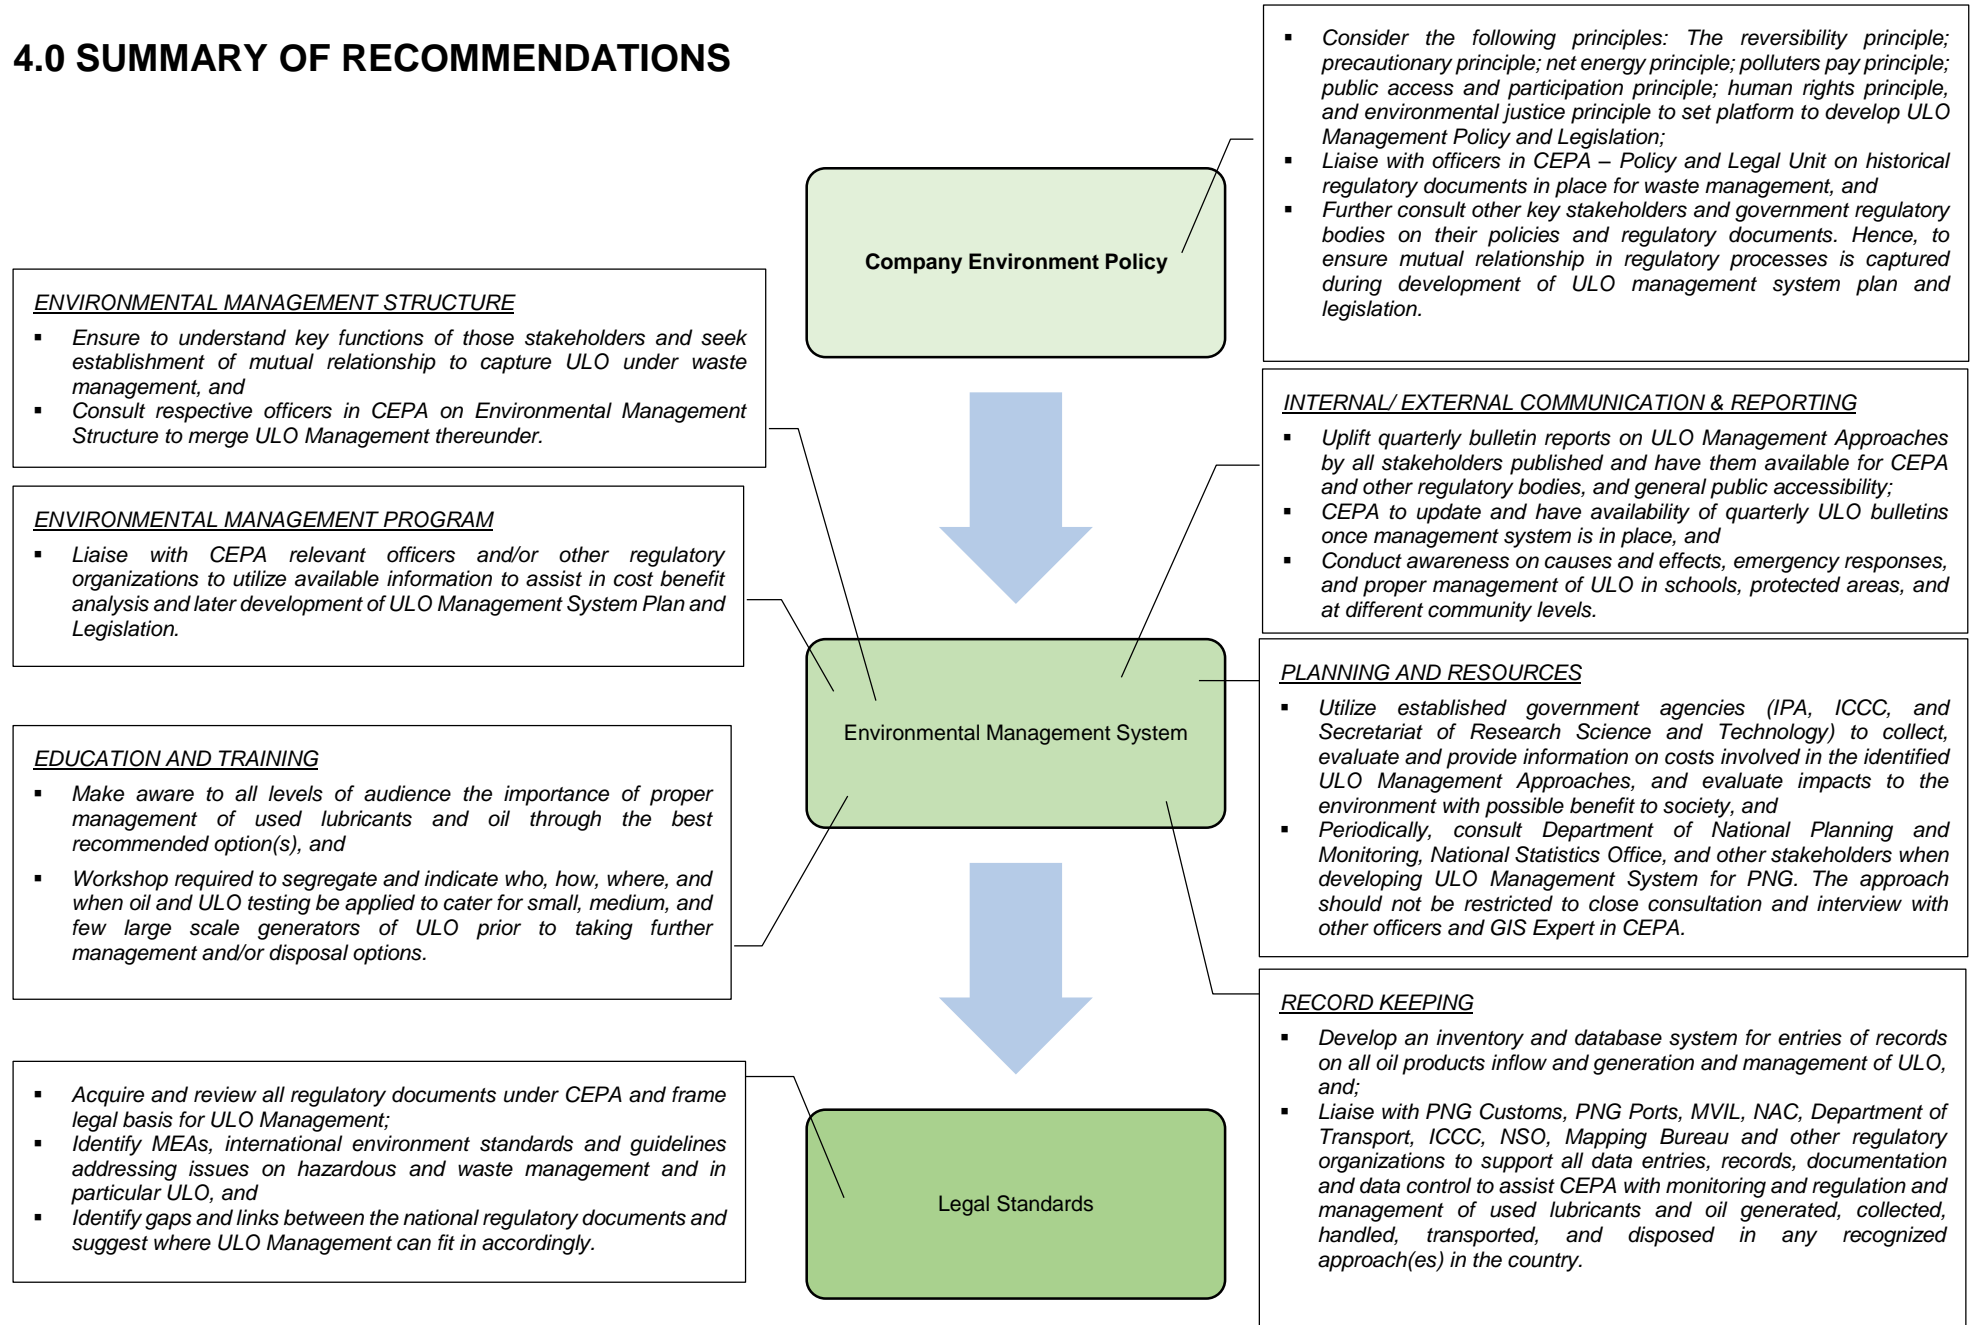 4.0 SUMMARY OF RECOMMENDATIONS
▪ Consider the following principles: The reversibility principle;
precautionary principle; net energy principle; polluters pay principle;
public access and participation principle; human rights principle,
and environmental justice principle to set platform to develop ULO
Management Policy and Legislation;
▪ Liaise with officers in CEPA – Policy and Legal Unit on historical
regulatory documents in place for waste management, and
▪ Further consult other key stakeholders and government regulatory
bodies on their policies and regulatory documents. Hence, to
ensure mutual relationship in regulatory processes is captured
during development of ULO management system plan and
legislation.
Company Environment Policy
ENVIRONMENTAL MANAGEMENT STRUCTURE
▪ Ensure to understand key functions of those stakeholders and seek
establishment of mutual relationship to capture ULO under waste
management, and
▪ Consult respective officers in CEPA on Environmental Management
Structure to merge ULO Management thereunder.
INTERNAL/ EXTERNAL COMMUNICATION & REPORTING
▪ Uplift quarterly bulletin reports on ULO Management Approaches
by all stakeholders published and have them available for CEPA
and other regulatory bodies, and general public accessibility;
▪ CEPA to update and have availability of quarterly ULO bulletins
once management system is in place, and
▪ Conduct awareness on causes and effects, emergency responses,
and proper management of ULO in schools, protected areas, and
at different community levels.
ENVIRONMENTAL MANAGEMENT PROGRAM
▪ Liaise with CEPA relevant officers and/or other regulatory
organizations to utilize available information to assist in cost benefit
analysis and later development of ULO Management System Plan and
Legislation.
Environmental Management System
PLANNING AND RESOURCES
▪ Utilize established government agencies (IPA, ICCC, and
Secretariat of Research Science and Technology) to collect,
evaluate and provide information on costs involved in the identified
ULO Management Approaches, and evaluate impacts to the
environment with possible benefit to society, and
▪ Periodically, consult Department of National Planning and
Monitoring, National Statistics Office, and other stakeholders when
developing ULO Management System for PNG. The approach
should not be restricted to close consultation and interview with
other officers and GIS Expert in CEPA.
EDUCATION AND TRAINING
▪ Make aware to all levels of audience the importance of proper
management of used lubricants and oil through the best
recommended option(s), and
▪ Workshop required to segregate and indicate who, how, where, and
when oil and ULO testing be applied to cater for small, medium, and
few large scale generators of ULO prior to taking further
management and/or disposal options.
RECORD KEEPING
▪ Develop an inventory and database system for entries of records
on all oil products inflow and generation and management of ULO,
and;
▪ Liaise with PNG Customs, PNG Ports, MVIL, NAC, Department of
Transport, ICCC, NSO, Mapping Bureau and other regulatory
organizations to support all data entries, records, documentation
and data control to assist CEPA with monitoring and regulation and
management of used lubricants and oil generated, collected,
handled, transported, and disposed in any recognized
approach(es) in the country.
▪ Acquire and review all regulatory documents under CEPA and frame
legal basis for ULO Management;
▪ Identify MEAs, international environment standards and guidelines
addressing issues on hazardous and waste management and in
particular ULO, and
▪ Identify gaps and links between the national regulatory documents and
suggest where ULO Management can fit in accordingly.
Legal Standards